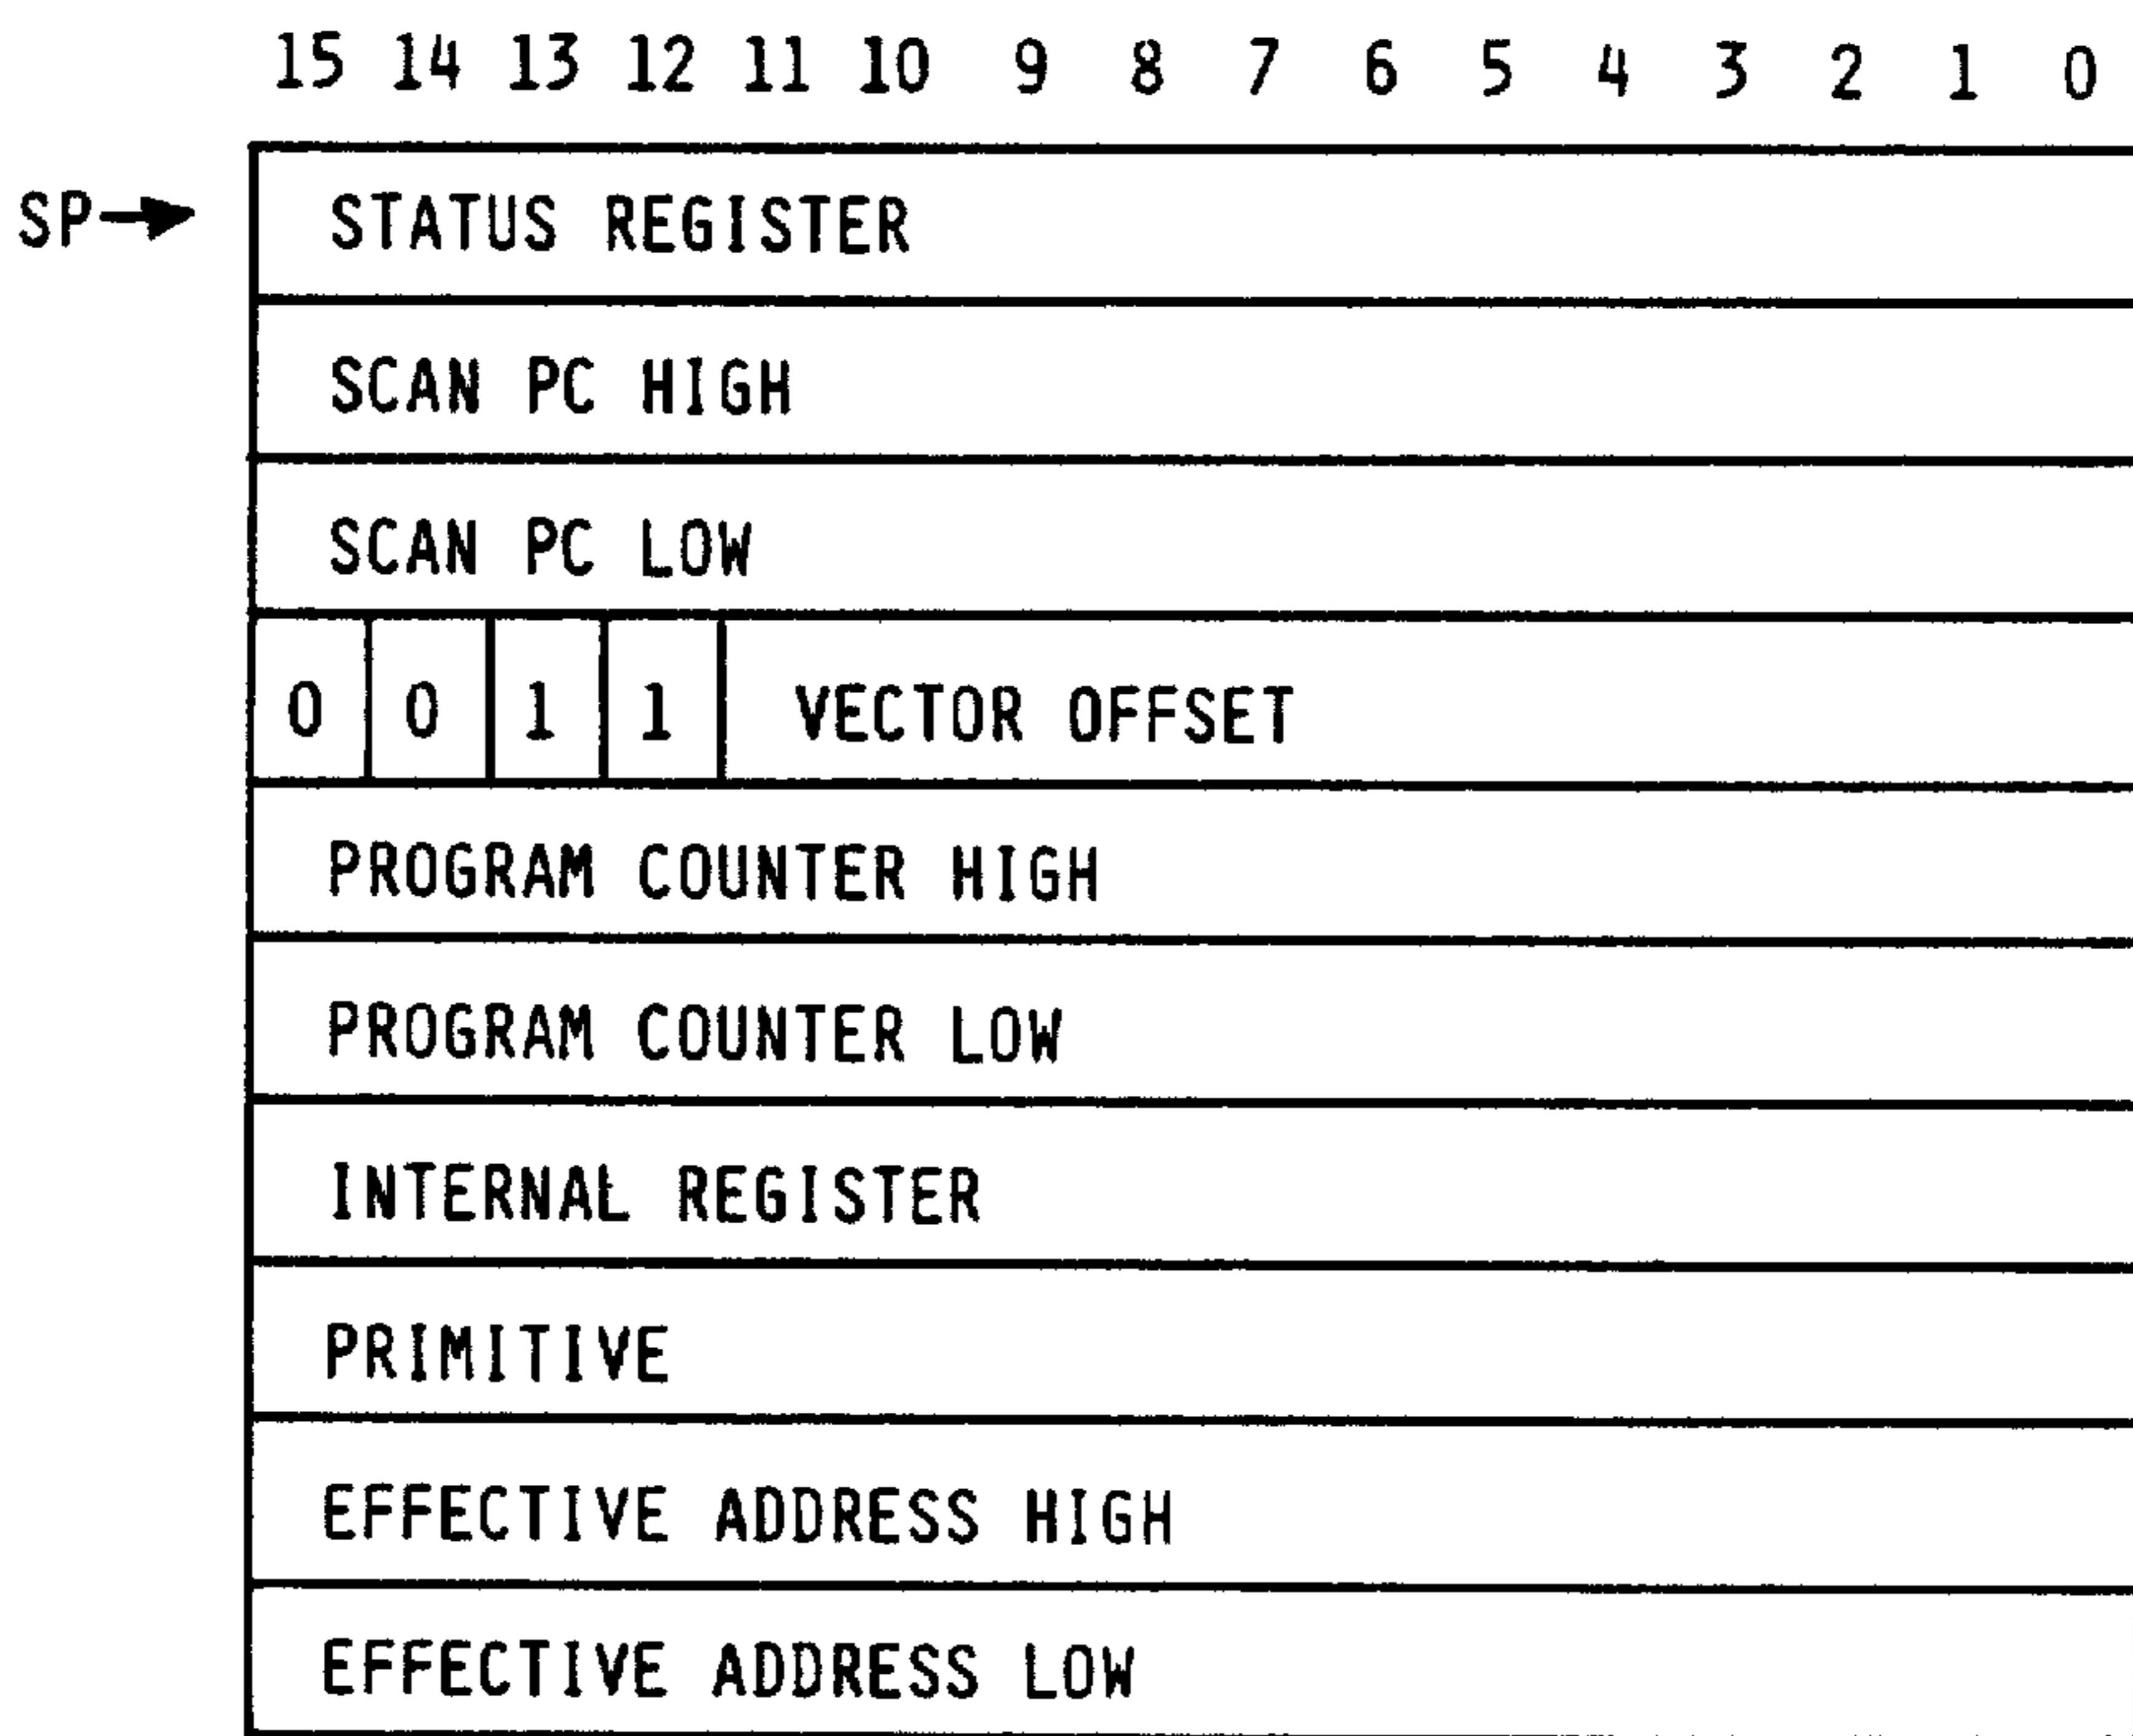 15 14 13 12 11 10 9 8 7 6 5 4 3 2 1 0
SP STATUS REGISTER
SCAN PC HIGH
SCAN PC LOW
0 0 1 1 VECTOR OFFSET
PROGRAM COUNTER HIGH
PROGRAM COUNTER LOW
INTERNAL REGISTER
PRIMITIVE
EFFECTIVE ADDRESS HIGH
EFFECTIVE ADDRESS LOW